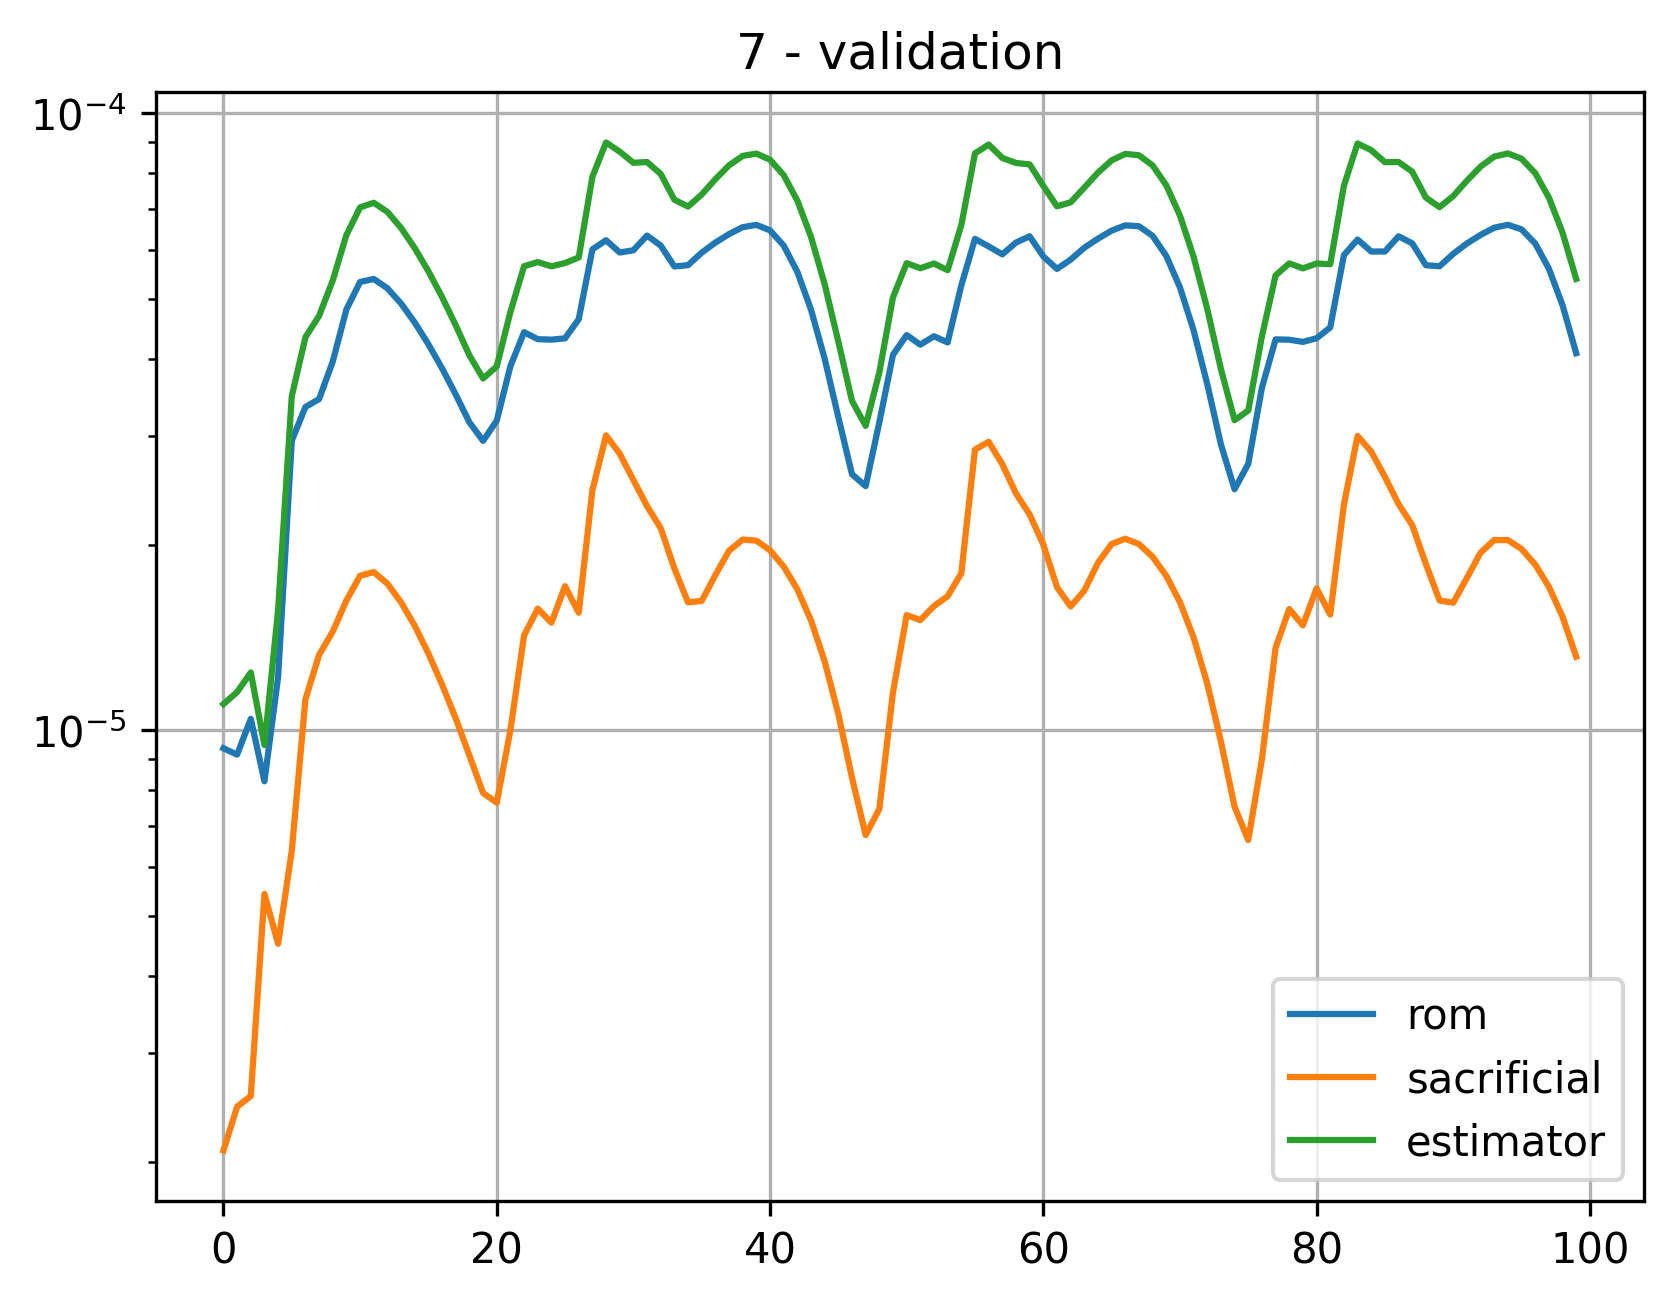 7 - validation
10⁻⁴
10⁻⁵
0 20 40 60 80 100
rom
sacrificial
estimator